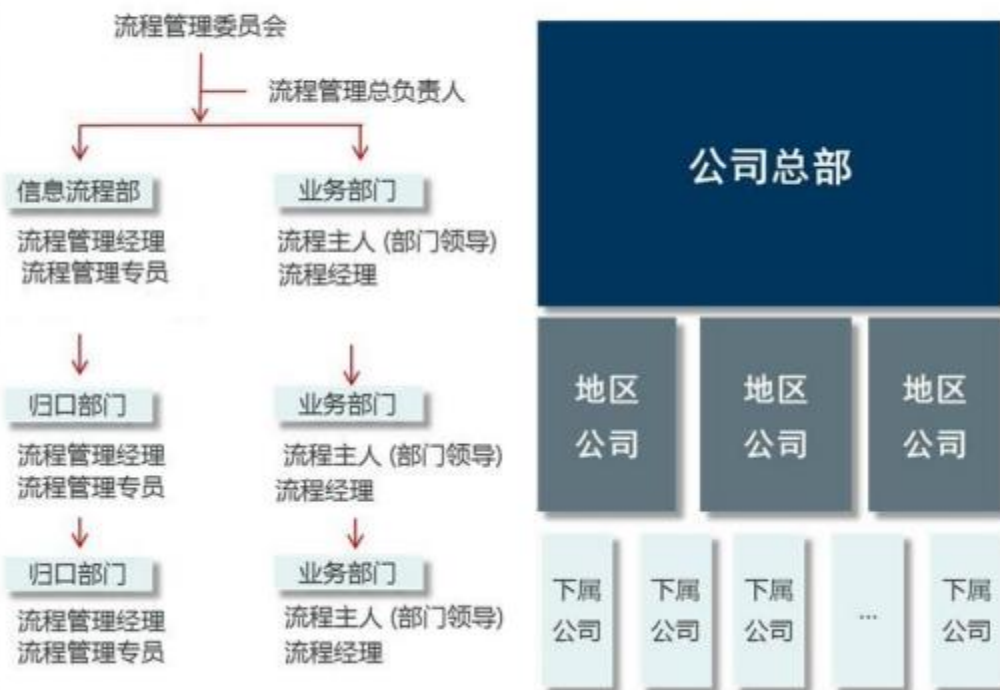 流程管理委员会
流程管理总负责人
信息流程部
流程管理经理
流程管理专员
业务部门
流程主人 (部门领导)
流程经理
归口部门
流程管理经理
流程管理专员
业务部门
流程主人 (部门领导)
流程经理
归口部门
流程管理经理
流程管理专员
业务部门
流程主人 (部门领导)
流程经理
公司总部
地区
公司
地区
公司
地区
公司
下属
公司
下属
公司
下属
公司
...
下属
公司